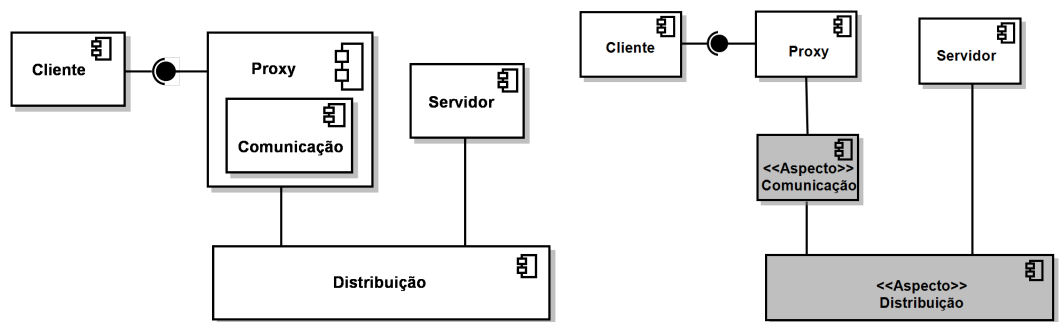 Cliente
Proxy
Comunicação
Servidor
Distribuição
Cliente
Proxy
Servidor
<<Aspecto>>
Comunicação
<<Aspecto>>
Distribuição